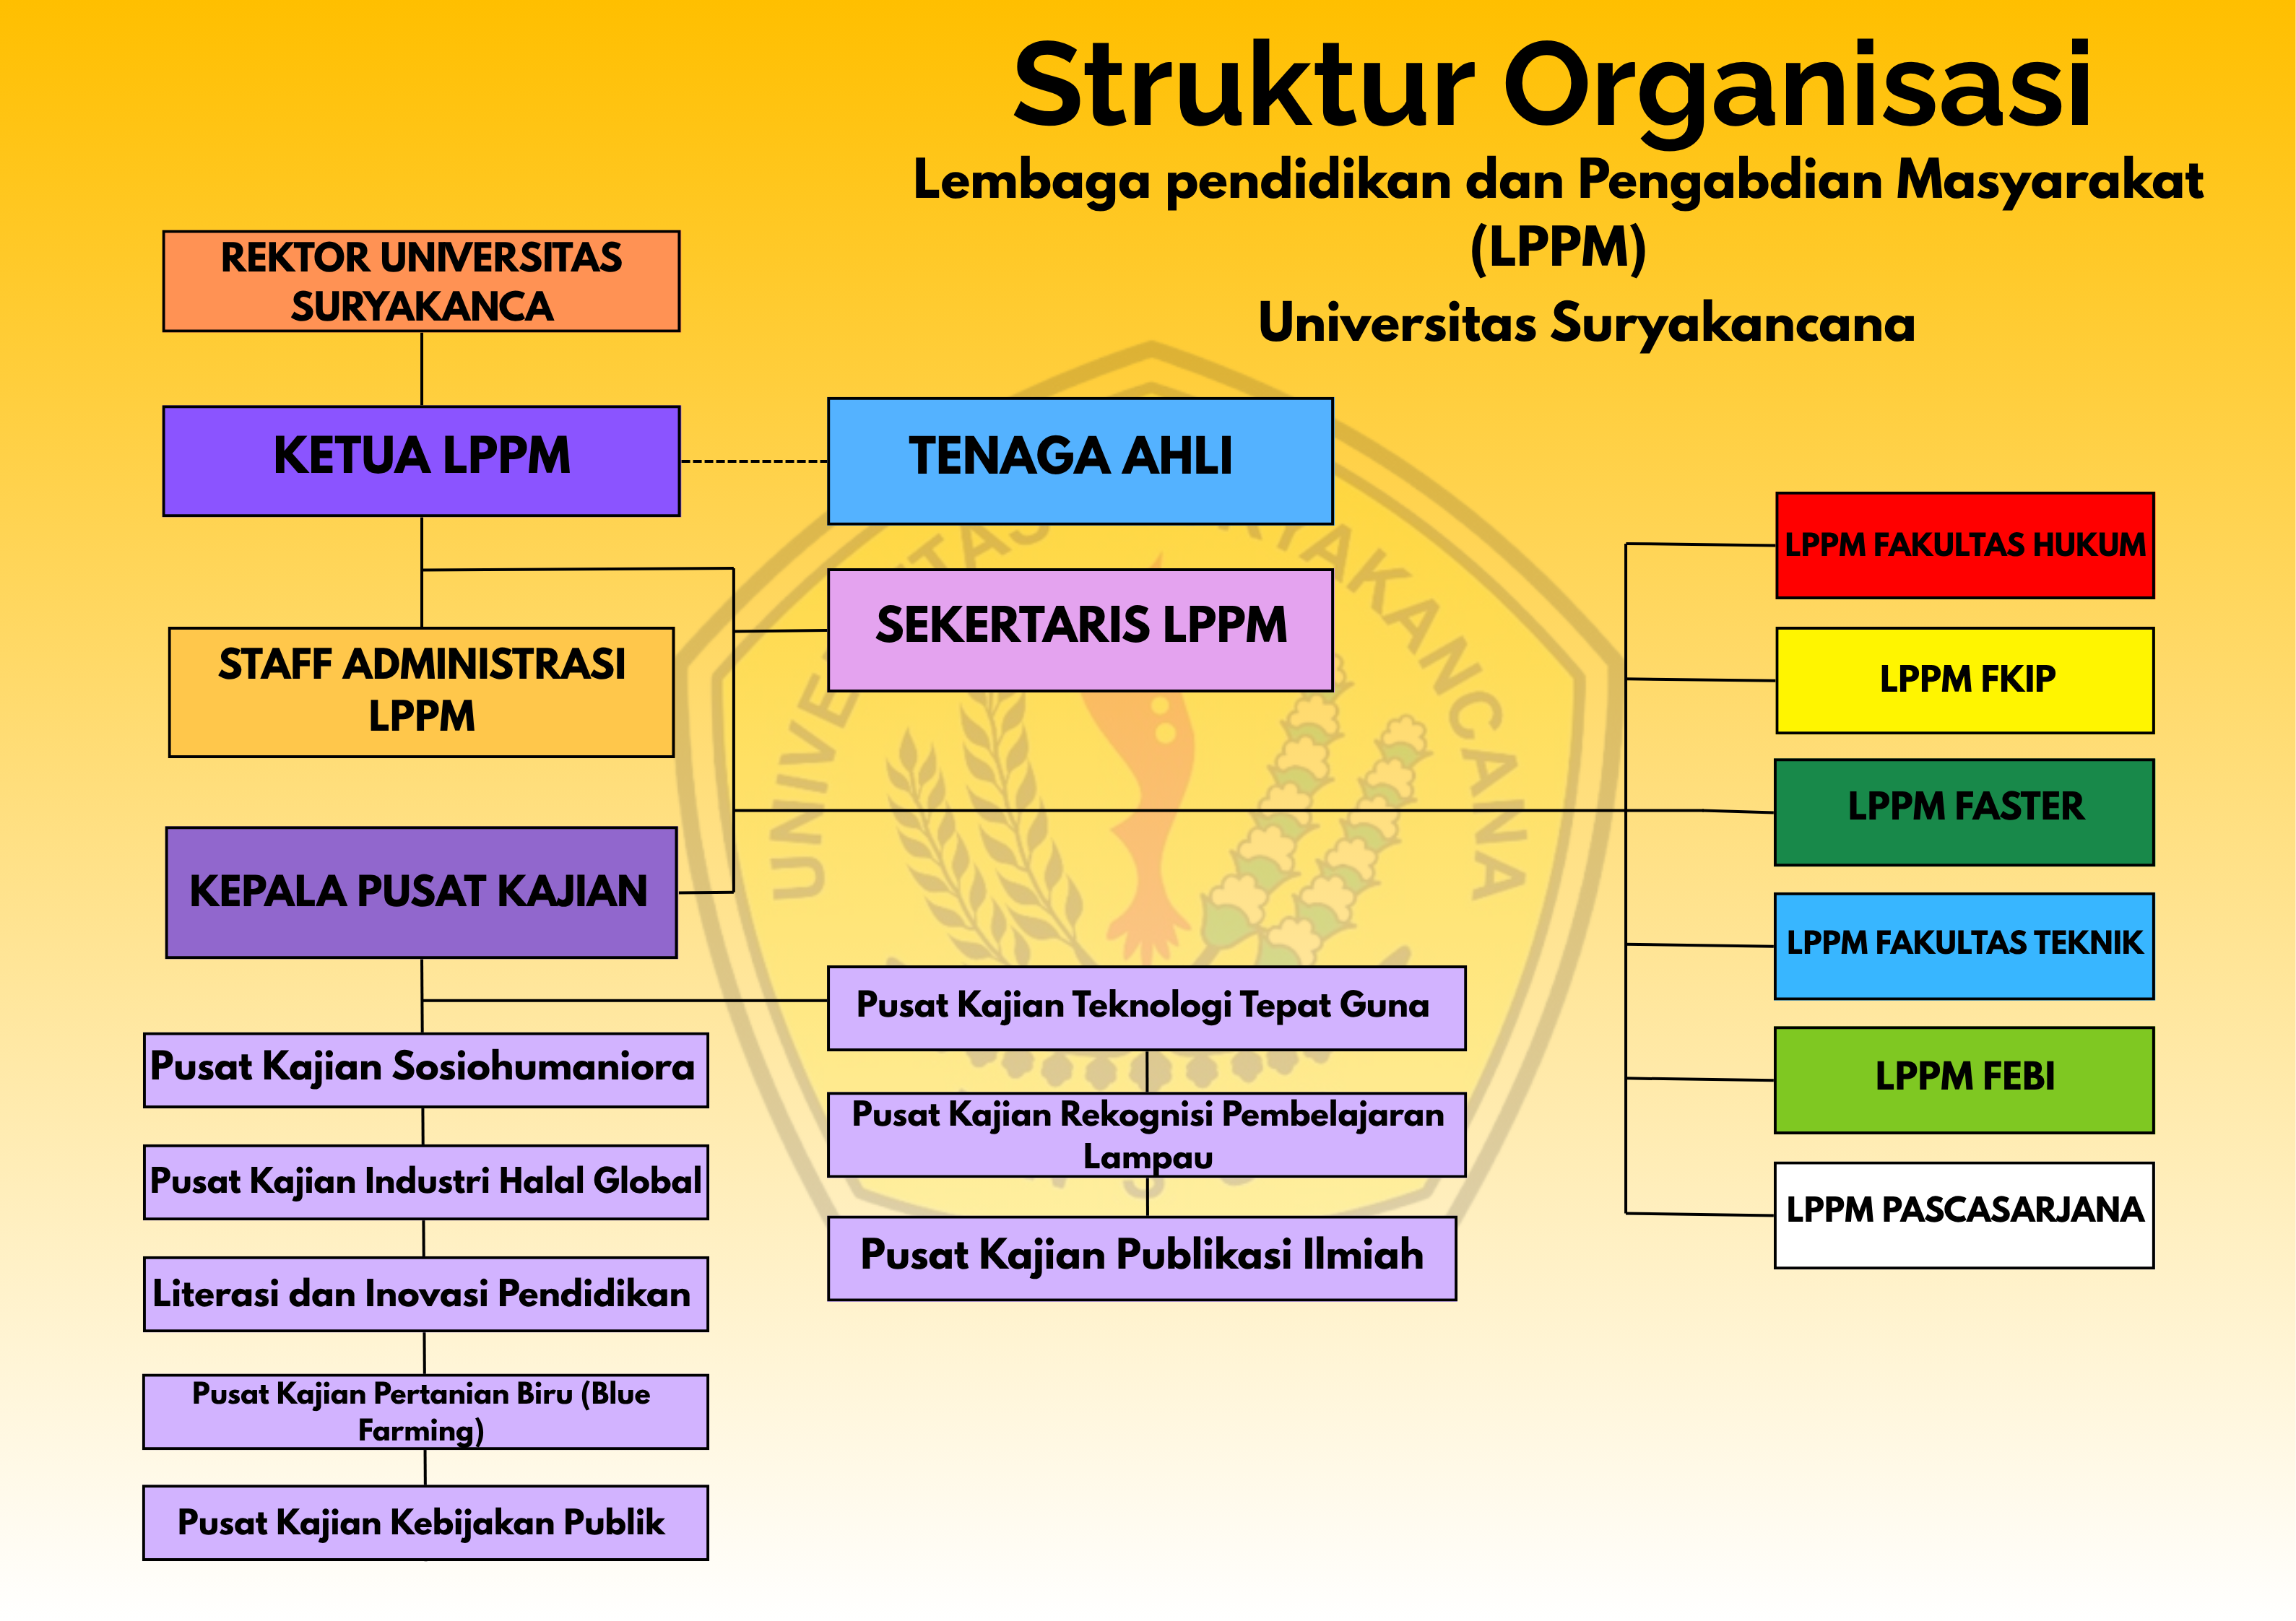 Struktur Organisasi
Lembaga pendidikan dan Pengabdian Masyarakat
(LPPM)
Universitas Suryakancana
REKTOR UNIVERSITAS
SURYAKANCA
KETUA LPPM
TENAGA AHLI
SEKERTARIS LPPM
STAFF ADMINISTRASI
LPPM
KEPALA PUSAT KAJIAN
Pusat Kajian Sosiohumaniora
Pusat Kajian Industri Halal Global
Literasi dan Inovasi Pendidikan
Pusat Kajian Pertanian Biru (Blue
Farming)
Pusat Kajian Kebijakan Publik
Pusat Kajian Teknologi Tepat Guna
Pusat Kajian Rekognisi Pembelajaran
Lampau
Pusat Kajian Publikasi Ilmiah
LPPM FAKULTAS HUKUM
LPPM FKIP
LPPM FASTER
LPPM FAKULTAS TEKNIK
LPPM FEBI
LPPM PASCASARJANA